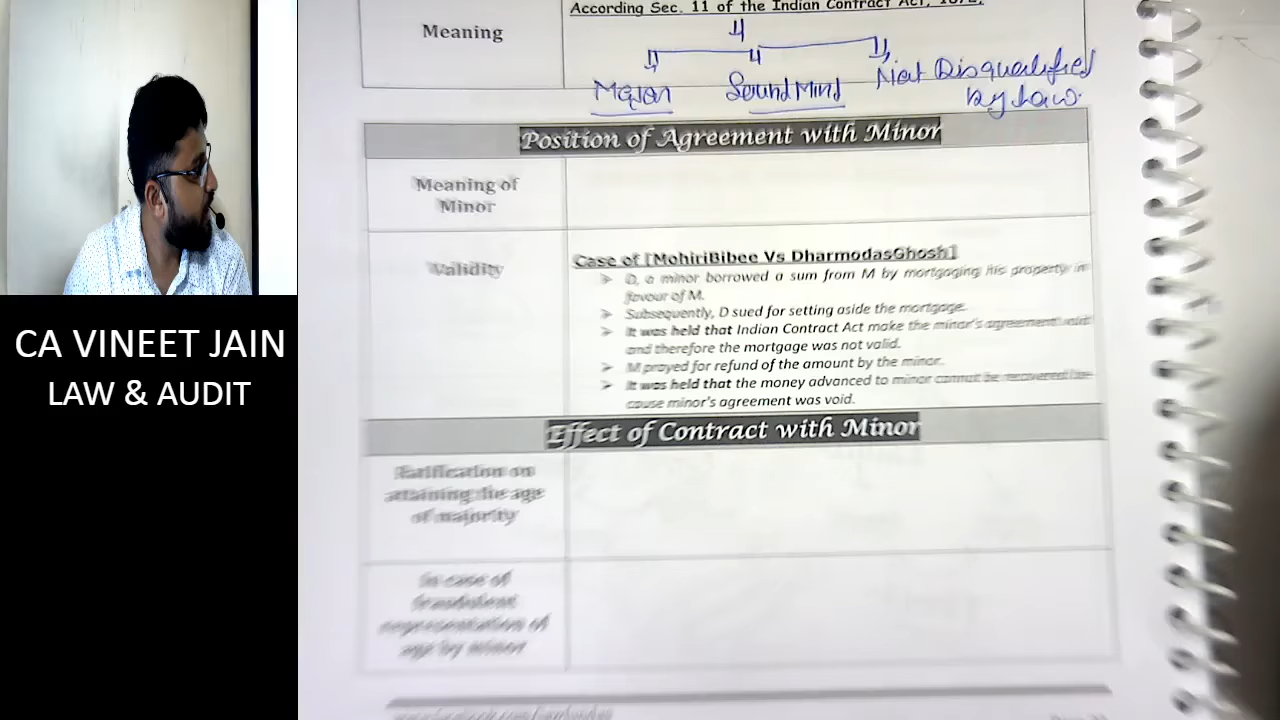 According Sec. 11 of the Indian Contract Act, 1872,
Meaning
Major
Sound Mind
Not Disqualified
by Law.
Position of Agreement with Minor
Meaning of
Minor
Validity
Case of [MohiriBibee Vs DharmodasGhosh]
➢ D, a minor borrowed a sum from M by mortgaging his property in
favour of M.
➢ Subsequently, D sued for setting aside the mortgage.
➢ It was held that Indian Contract Act make the minor's agreement void
and therefore the mortgage was not valid.
➢ M prayed for refund of the amount by the minor.
➢ It was held that the money advanced to minor cannot be recovered be-
cause minor's agreement was void.
Effect of Contract with Minor
Ratification on
attaining the age
of majority
In case of
fraudulent
representation of
age by minor
CA VINEET JAIN
LAW & AUDIT